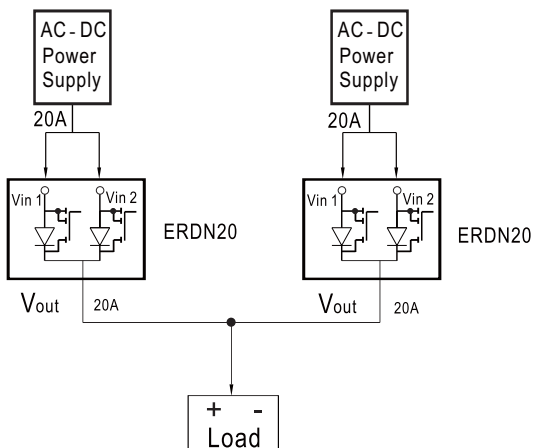 AC - DC
Power
Supply
AC - DC
Power
Supply
20A
20A
Vin 1
Vin 2
ERDN20
Vin 1
Vin 2
ERDN20
Vout
20A
Vout
20A
+ -
Load